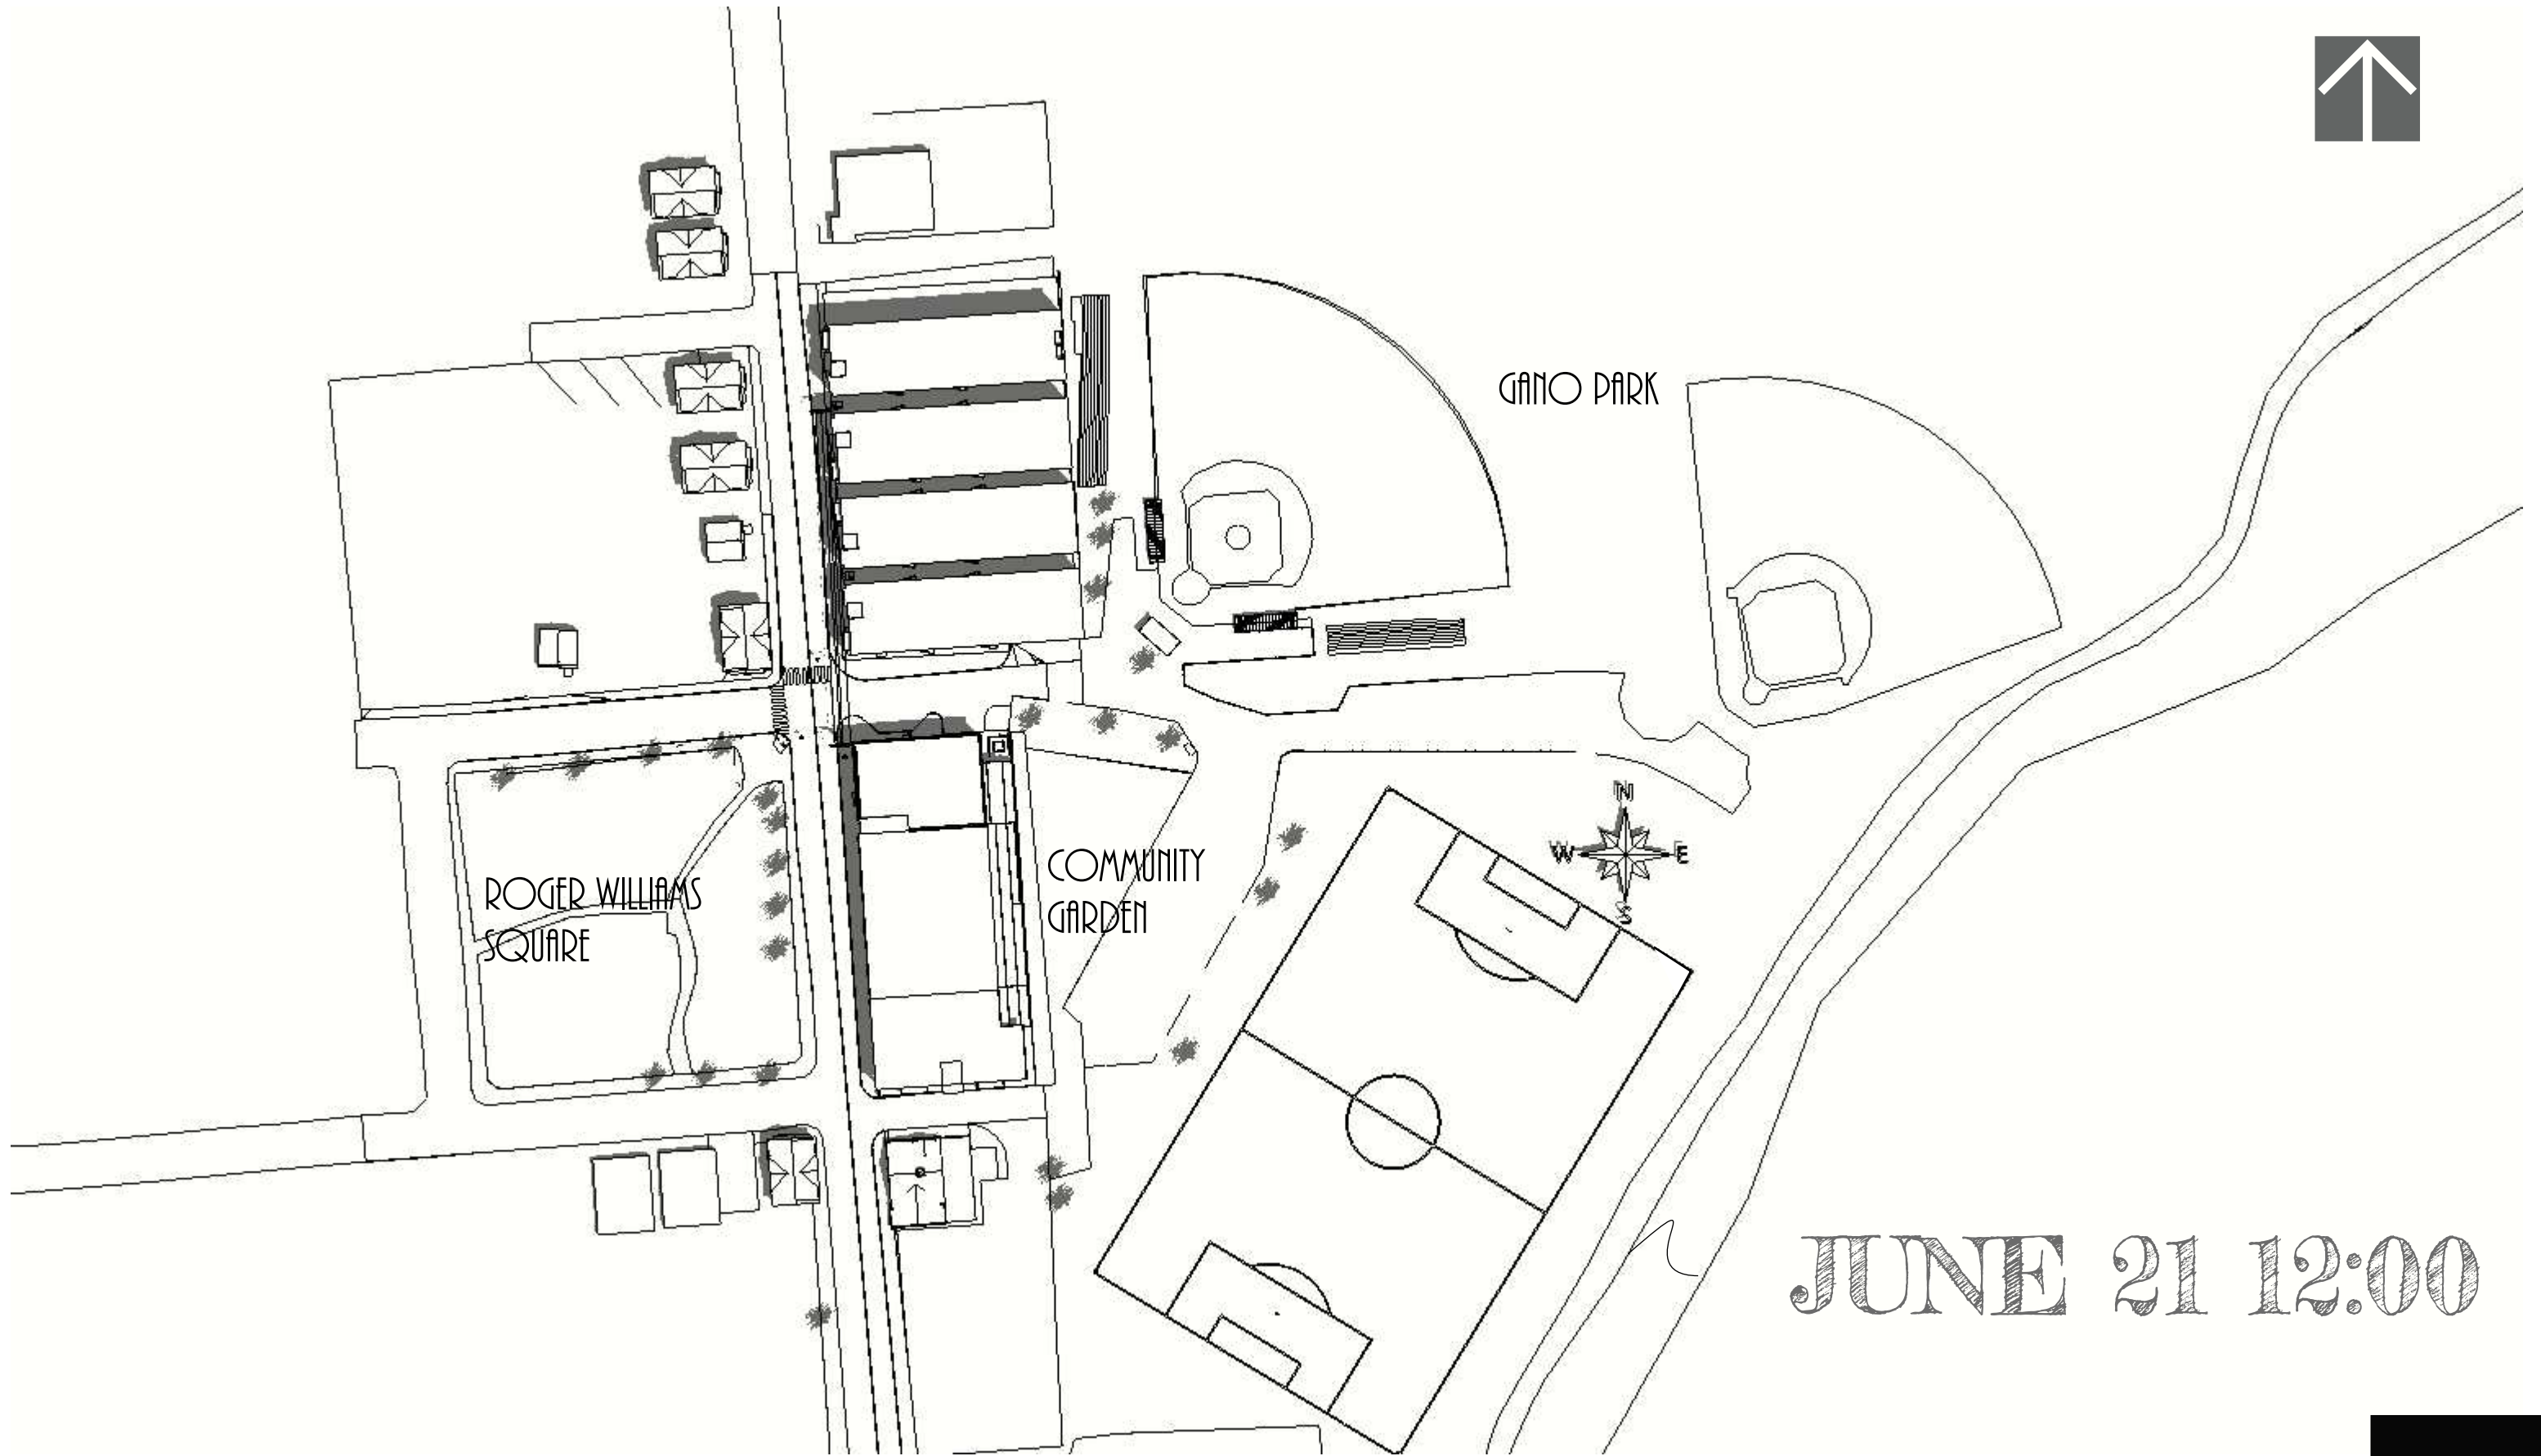 GANO PARK
N
W E
S
COMMUNITY
GARDEN
ROGER WILLIAMS
SQUARE
JUNE 21 12:00